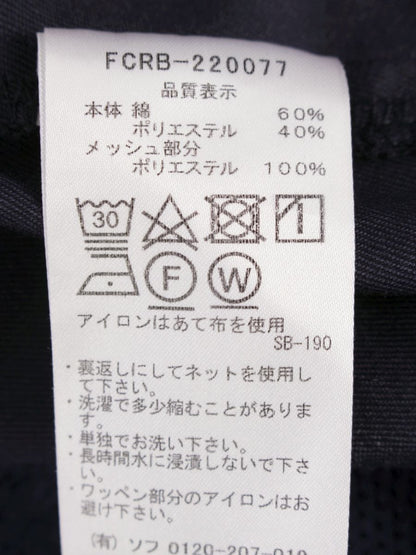 FCRB-220077
品質表示
本体 綿 60%
ポリエステル 40%
メッシュ部分
ポリエステル 100%
30
F W
アイロンはあて布を使用
SB-190
・裏返しにしてネットを使用し
て下さい。
・洗濯で多少縮むことがありま
す。
・単独でお洗い下さい。
・長時間水に浸漬しないで下さ
い。
・ワッペン部分のアイロンはお
避け下さい。
(有) ソフ 0120-207-010